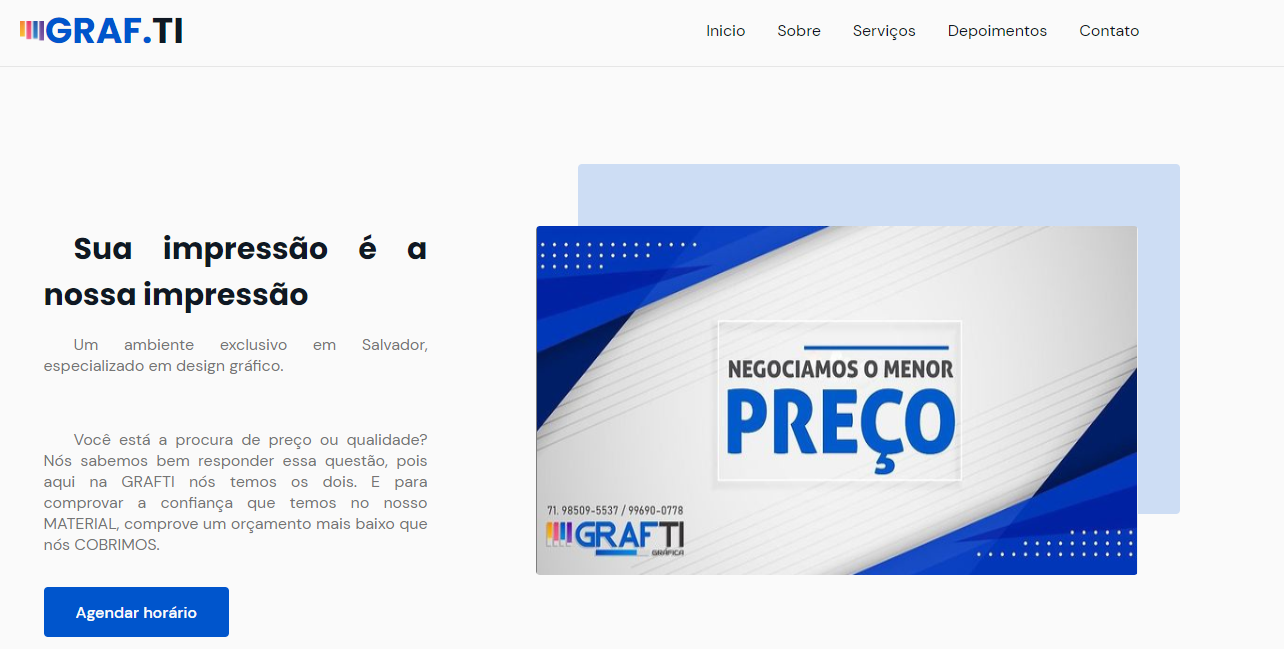 GRAF.TI
Inicio Sobre Serviços Depoimentos Contato
Sua impressão é a
nossa impressão
Um ambiente exclusivo em Salvador,
especializado em design gráfico.
Você está a procura de preço ou qualidade?
Nós sabemos bem responder essa questão, pois
aqui na GRAFTI nós temos os dois. E para
comprovar a confiança que temos no nosso
MATERIAL, comprove um orçamento mais baixo que
nós COBRIMOS.
Agendar horário
NEGOCIAMOS O MENOR
PREÇO
71. 98509-5537 / 99690-0778
GRAFTI
GRÁFICA